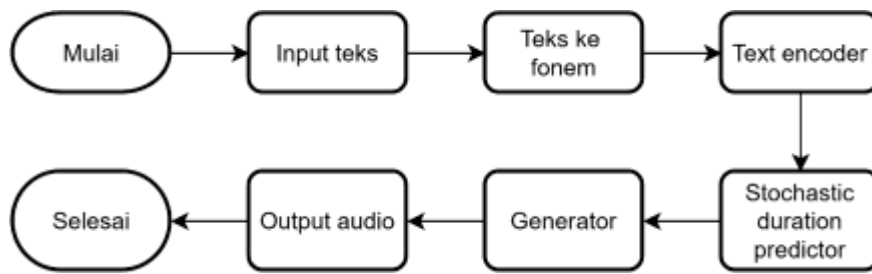 Mulai
Input teks
Teks ke
fonem
Text encoder
Stochastic
duration
predictor
Generator
Output audio
Selesai